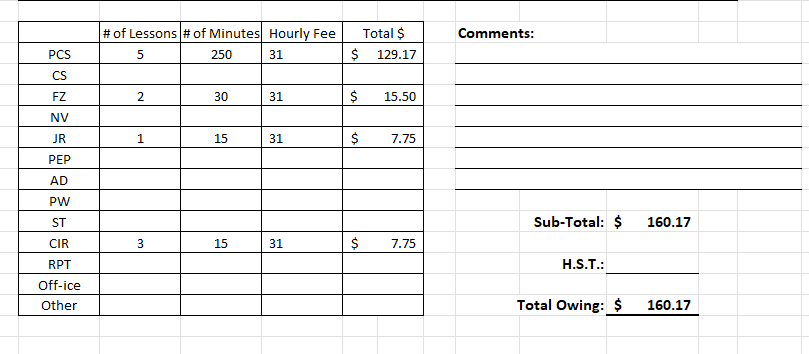 # of Lessons # of Minutes Hourly Fee Total $ Comments:
PCS 5 250 31 $ 129.17
CS
FZ 2 30 31 $ 15.50
NV
JR 1 15 31 $ 7.75
PEP
AD
PW
ST Sub-Total: $ 160.17
CIR 3 15 31 $ 7.75
RPT H.S.T.:
Off-ice
Other Total Owing: $ 160.17